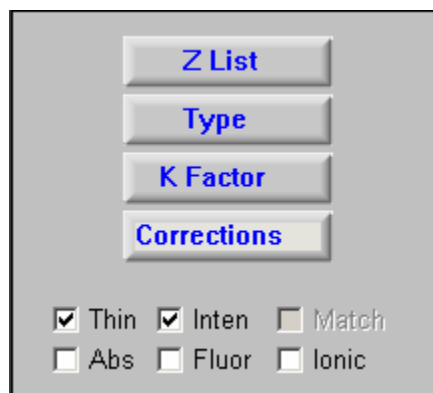 Z List
Type
K Factor
Corrections
Thin Inten Match
Abs Fluor Ionic